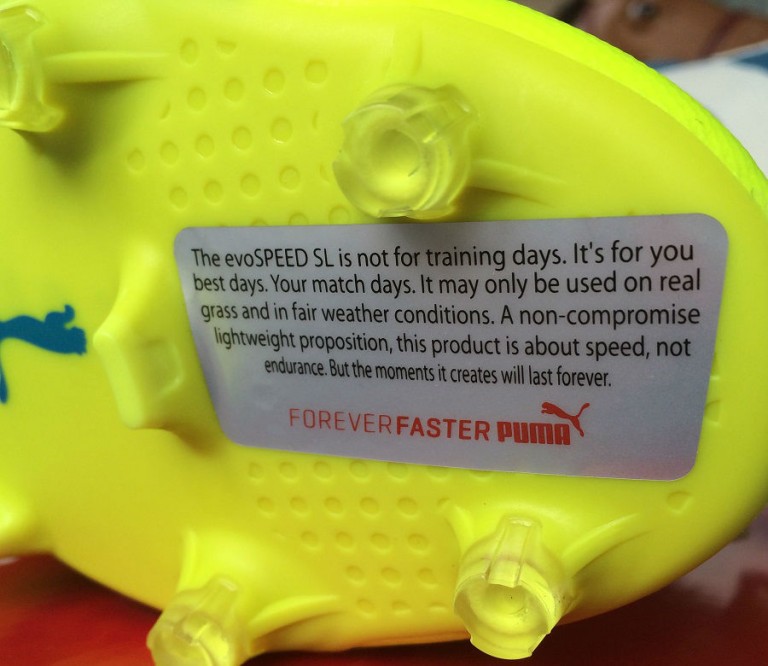 The evoSPEED SL is not for training days. It's for you
best days. Your match days. It may only be used on real
grass and in fair weather conditions. A non-compromise
lightweight proposition, this product is about speed, not
endurance. But the moments it creates will last forever.
FOREVERFASTER PUMA